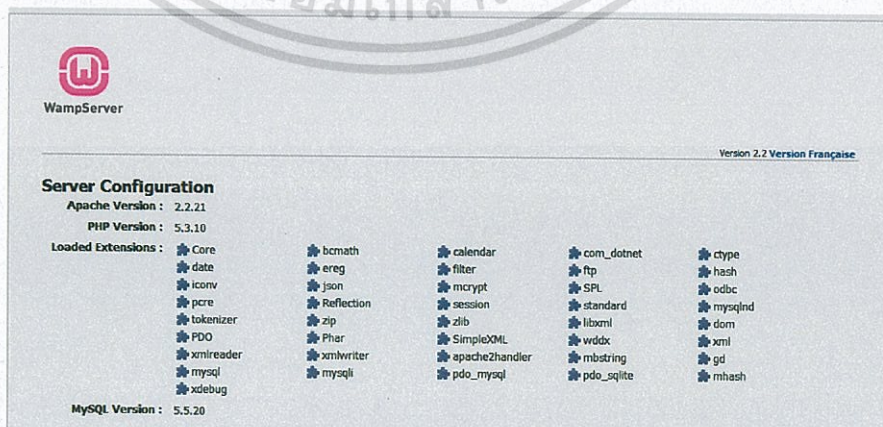 WampServer
Version 2.2 Version Française
Server Configuration
Apache Version : 2.2.21
PHP Version : 5.3.10
Loaded Extensions : Core bcmath calendar com_dotnet ctype
date ereg filter ftp hash
iconv json mcrypt SPL odbc
pcre Reflection session standard mysqlnd
tokenizer zip zlib libxml dom
PDO Phar SimpleXML wddx xml
xmlreader xmlwriter apache2handler mbstring gd
mysql mysqli pdo_mysql pdo_sqlite mhash
xdebug
MySQL Version : 5.5.20